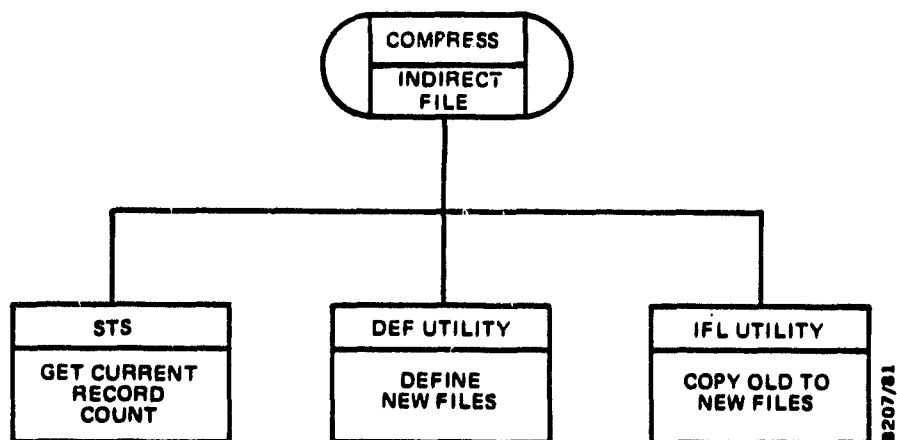 COMPRESS
INDIRECT
FILE
STS
GET CURRENT
RECORD
COUNT
DEF UTILITY
DEFINE
NEW FILES
IFL UTILITY
COPY OLD TO
NEW FILES
B207/81